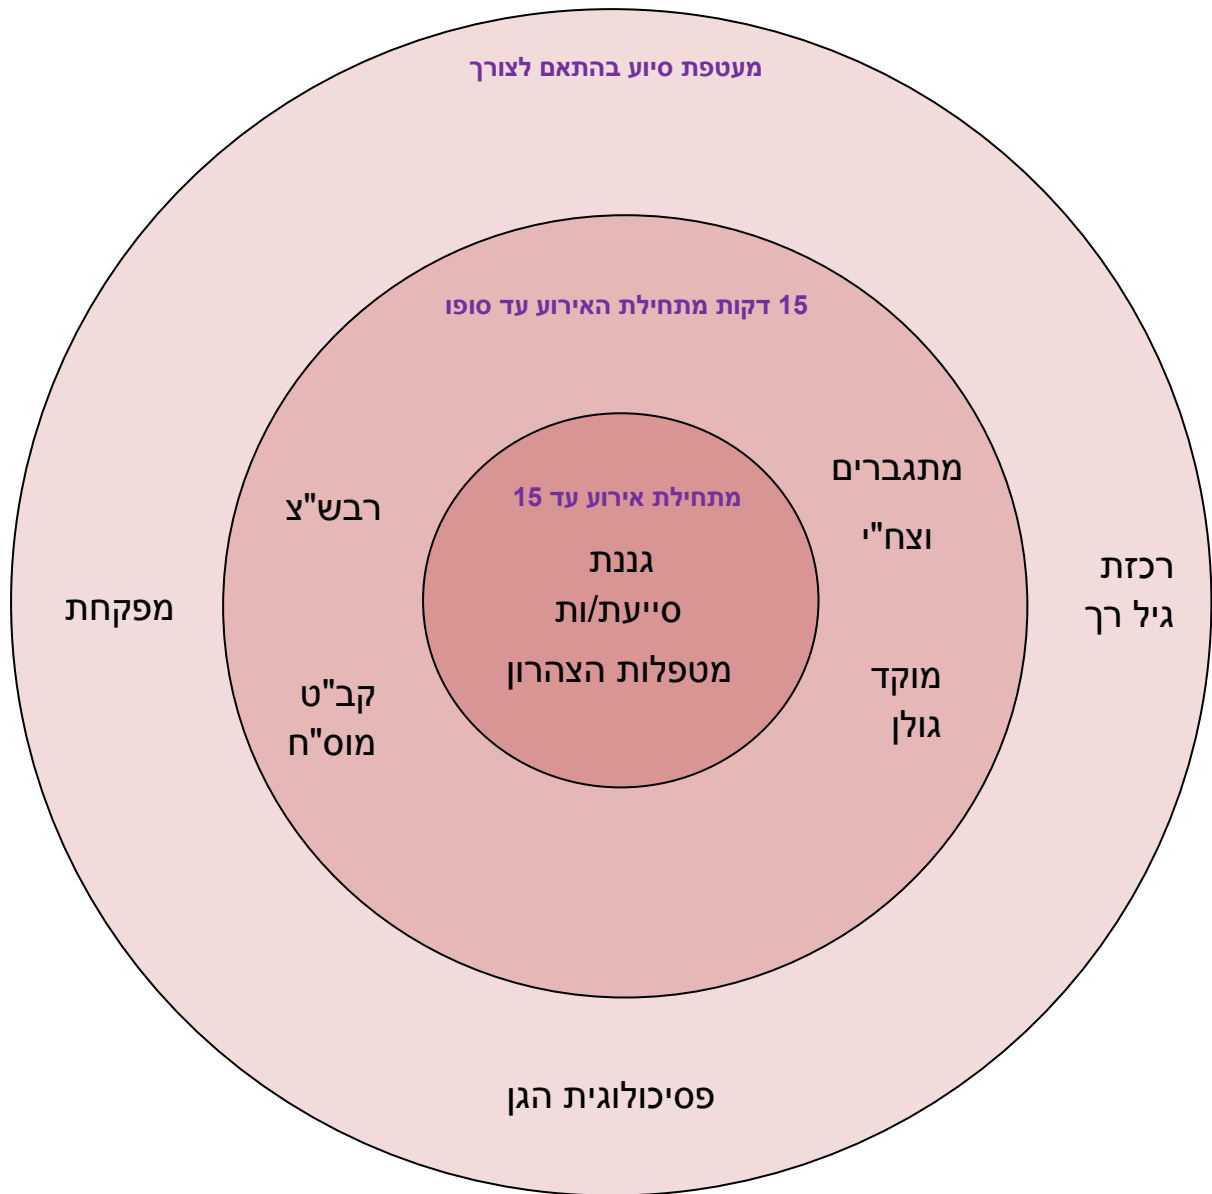 מעטפת סיוע בהתאם לצורך
15 דקות מתחילת האירוע עד סופו
מתגברים
וצח"י
רבש"צ
מתחילת אירוע עד 15
גננת
סייעת/ות
מטפלות הצהרון
רכזת
גיל רך
מפקחת
מוקד
גולן
קב"ט
מוס"ח
פסיכולוגית הגן